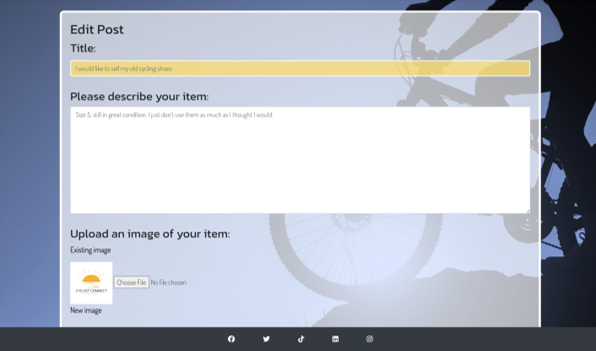 Edit Post
Title:
I would like to sell my old cycling shoes.
Please describe your item:
Size 5, still in great condition. I just don't use them as much as I thought I would.
Upload an image of your item:
Existing image
CYCLIST CONNECT
Choose File No file chosen
New image